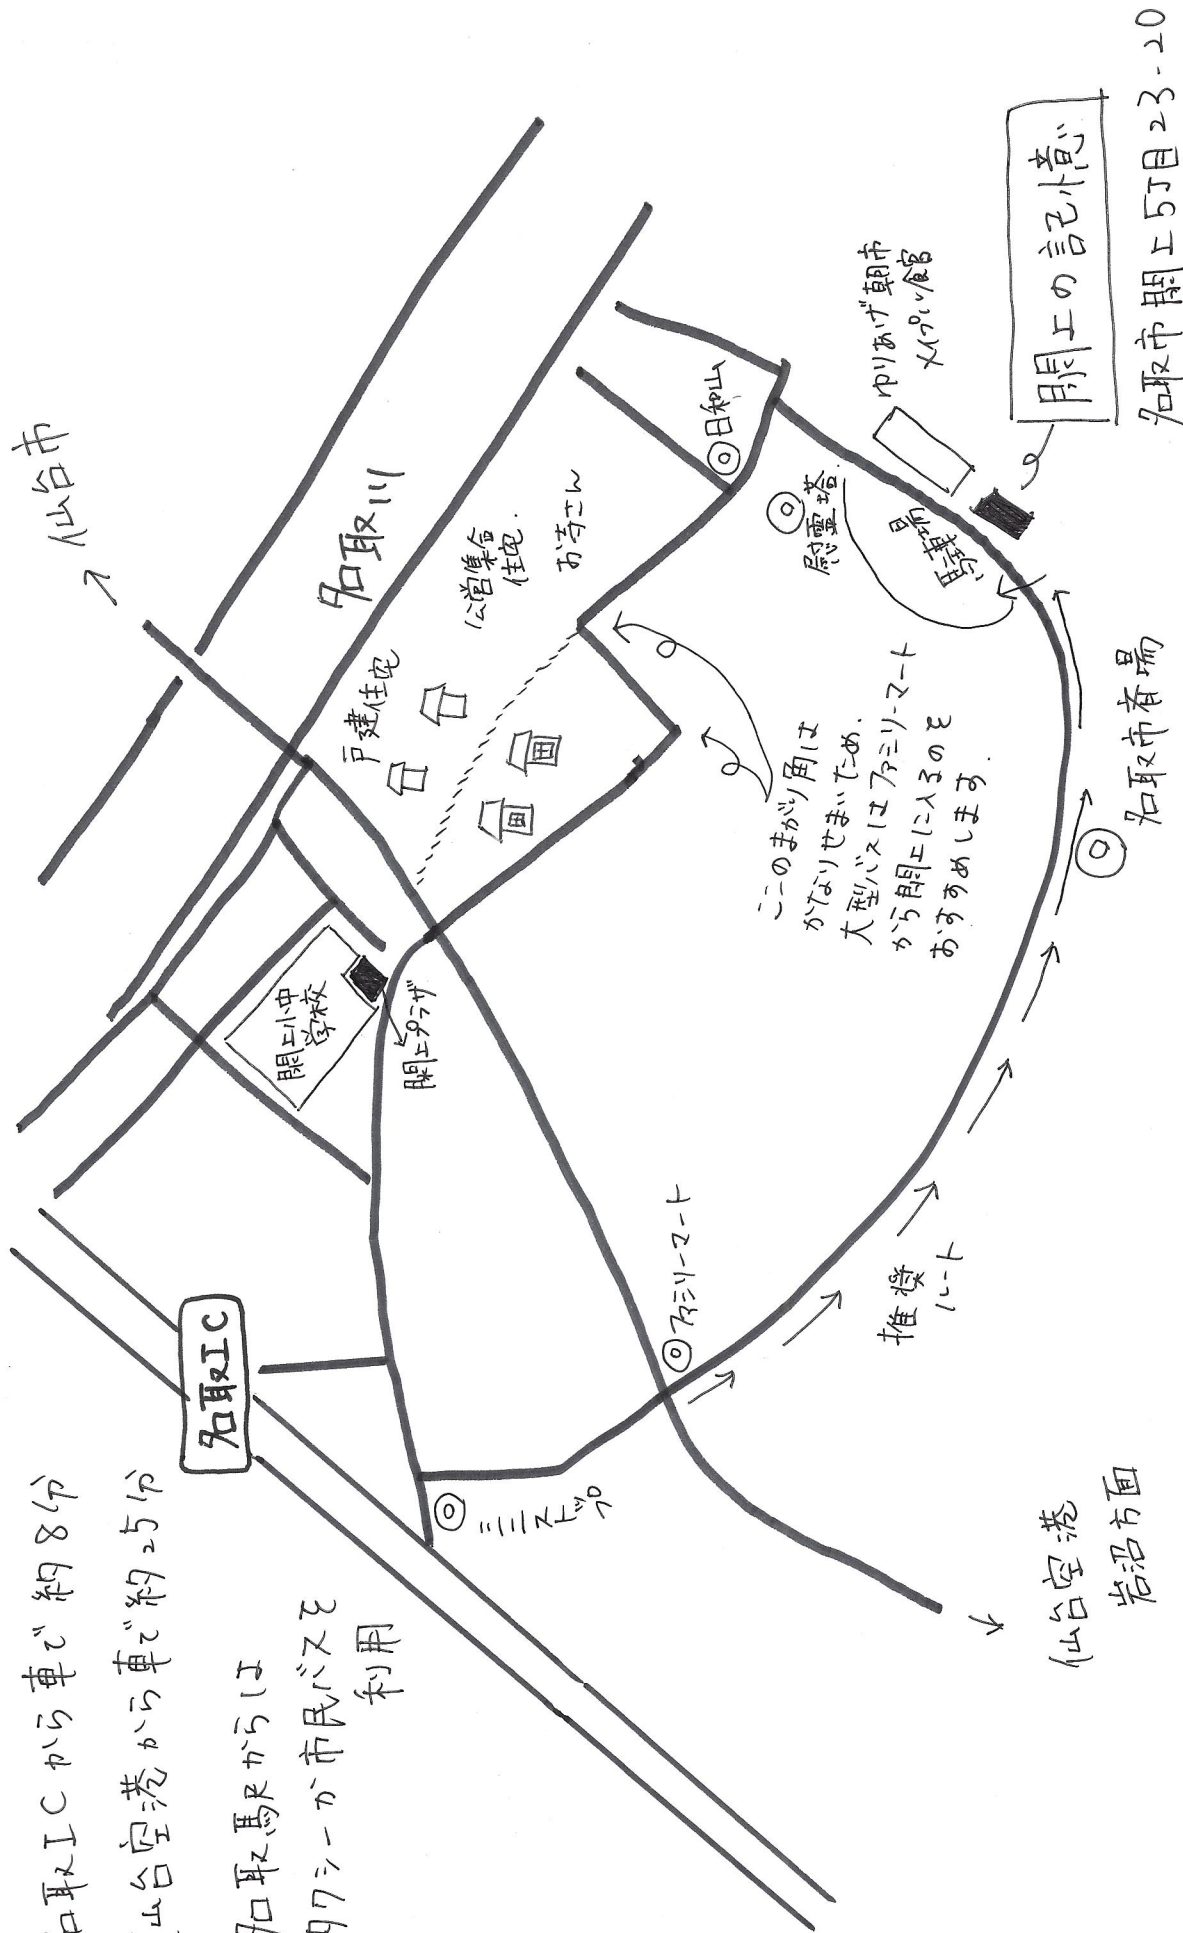 名取ICから車で約8分
仙台空港から車で約25分
名取駅からは
タクシーか市民バスを
利用
→ 仙台市
名取川
名取IC
閖上小中
学校
閖上プラザ
戸建住宅
公営集合
住宅
お寺さん
日和山
慰霊塔
駐車場
ゆりあげ朝市
メイプル館
閖上の記憶
名取市閖上5丁目23-20
ここのまがり角は
かなりせまいため、
大型バスはファミリーマート
から閖上に入るのを
おすすめします。
ミニストップ
ファミリーマート
推奨
ルート
名取市斎場
仙台空港
岩沼方面